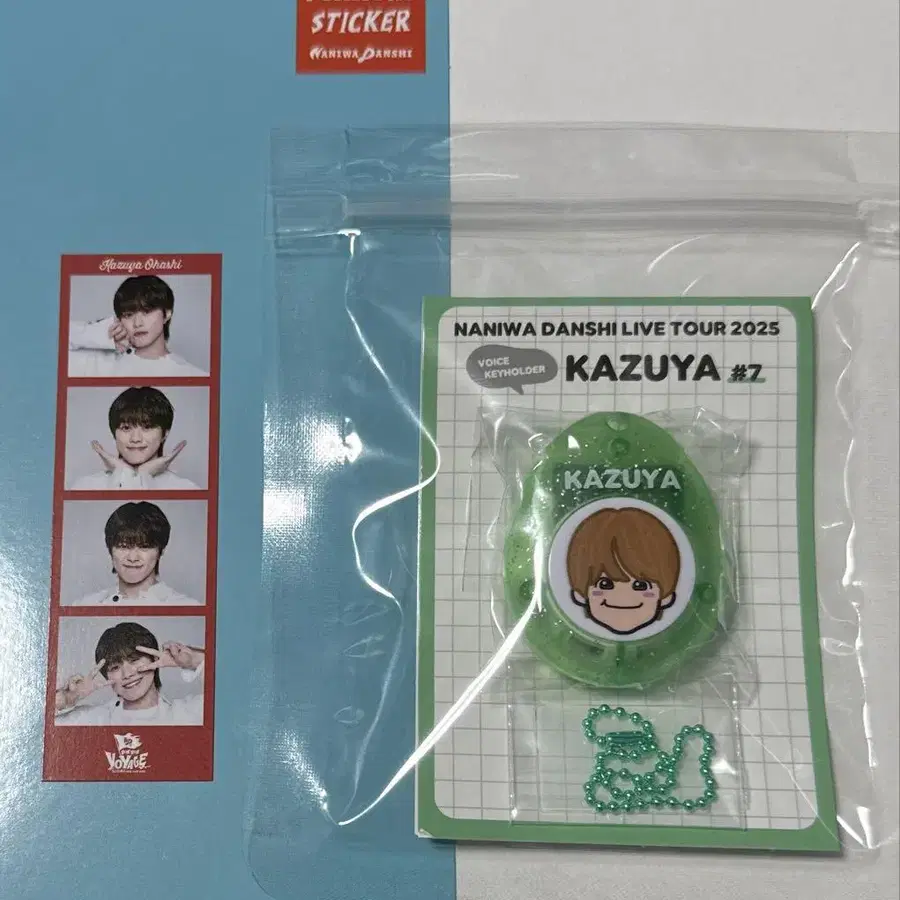 STICKER
NANIWA DANSHI
Kazuya Ohashi
VOYAGE
NANIWA DANSHI LIVE TOUR 2025
VOICE
KEYHOLDER
KAZUYA #7
KAZUYA